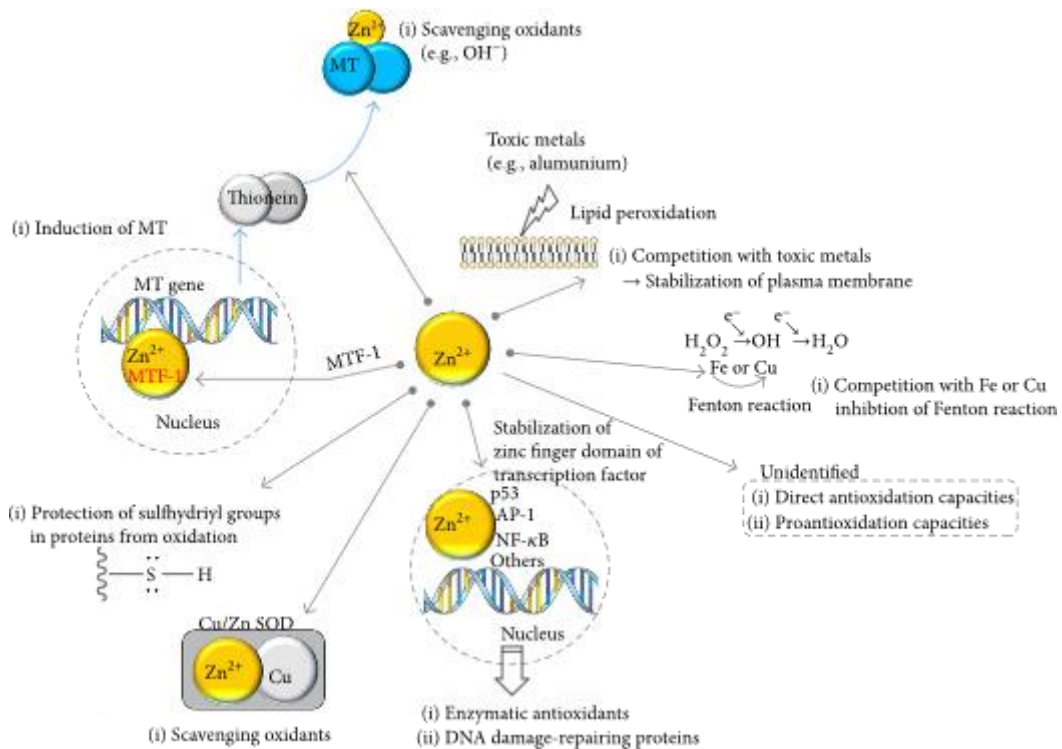 Zn²⁺
MT
(i) Scavenging oxidants
(e.g., OH⁻)
Toxic metals
(e.g., alumunium)
Lipid peroxidation
Thionein
(i) Induction of MT
(i) Competition with toxic metals
→ Stabilization of plasma membrane
MT gene
Zn²⁺
MTF-1
Nucleus
MTF-1
Zn²⁺
e⁻ e⁻
H₂O₂ → OH → H₂O
Fe or Cu
Fenton reaction
(i) Competition with Fe or Cu
inhibtion of Fenton reaction
Stabilization of
zinc finger domain of
transcription factor
p53
AP-1
NF-κB
Others
Zn²⁺
Nucleus
Unidentified
(i) Direct antioxidation capacities
(ii) Proantioxidation capacities
(i) Protection of sulfhydriyl groups
in proteins from oxidation
S H
Cu/Zn SOD
Zn²⁺
Cu
(i) Scavenging oxidants
(i) Enzymatic antioxidants
(ii) DNA damage-repairing proteins